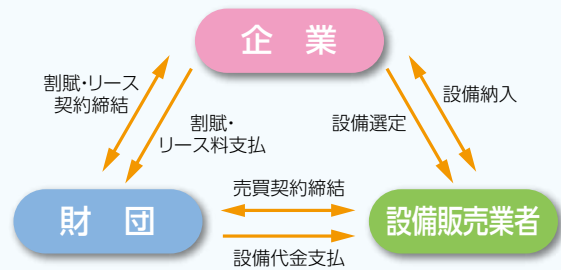 企　業
割賦・リース
契約締結
割賦・
リース料支払
設備選定
設備納入
財　団
売買契約締結
設備代金支払
設備販売業者